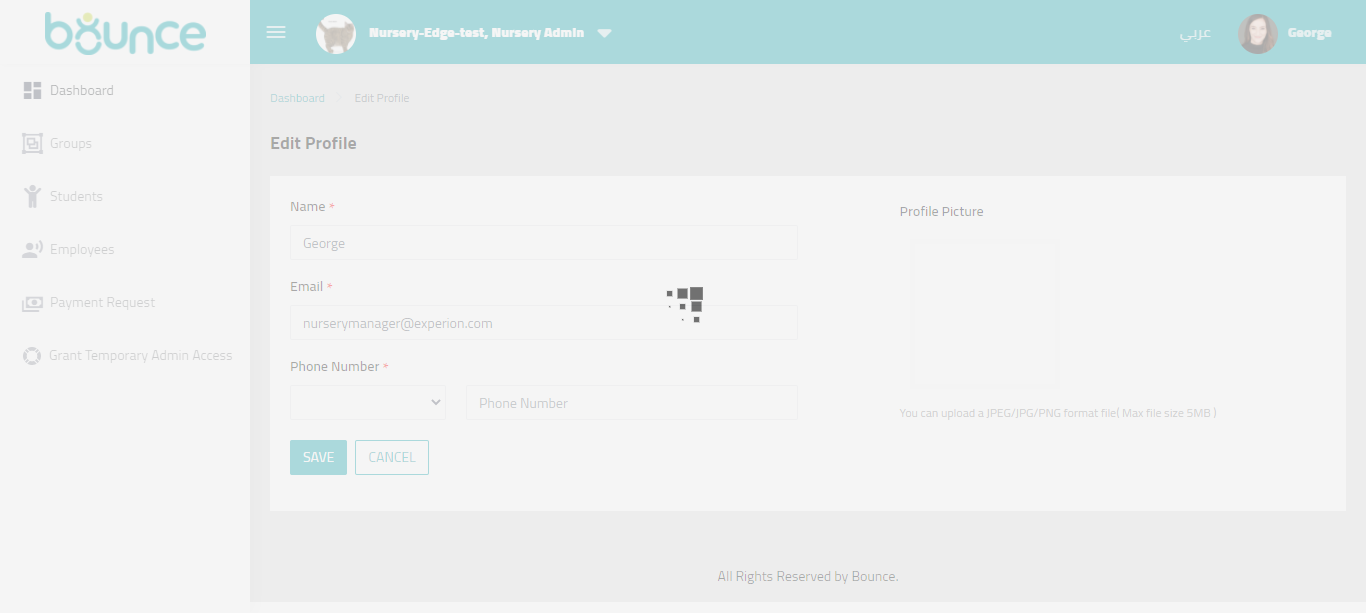 bounce
Nursery-Edge-test, Nursery Admin
عربي
George
Dashboard
Groups
Students
Employees
Payment Request
Grant Temporary Admin Access
Dashboard
Edit Profile
Edit Profile
Name *
George
Email *
nurserymanager@experion.com
Phone Number *
Phone Number
SAVE
CANCEL
Profile Picture
You can upload a JPEG/JPG/PNG format file( Max file size 5MB )
All Rights Reserved by Bounce.